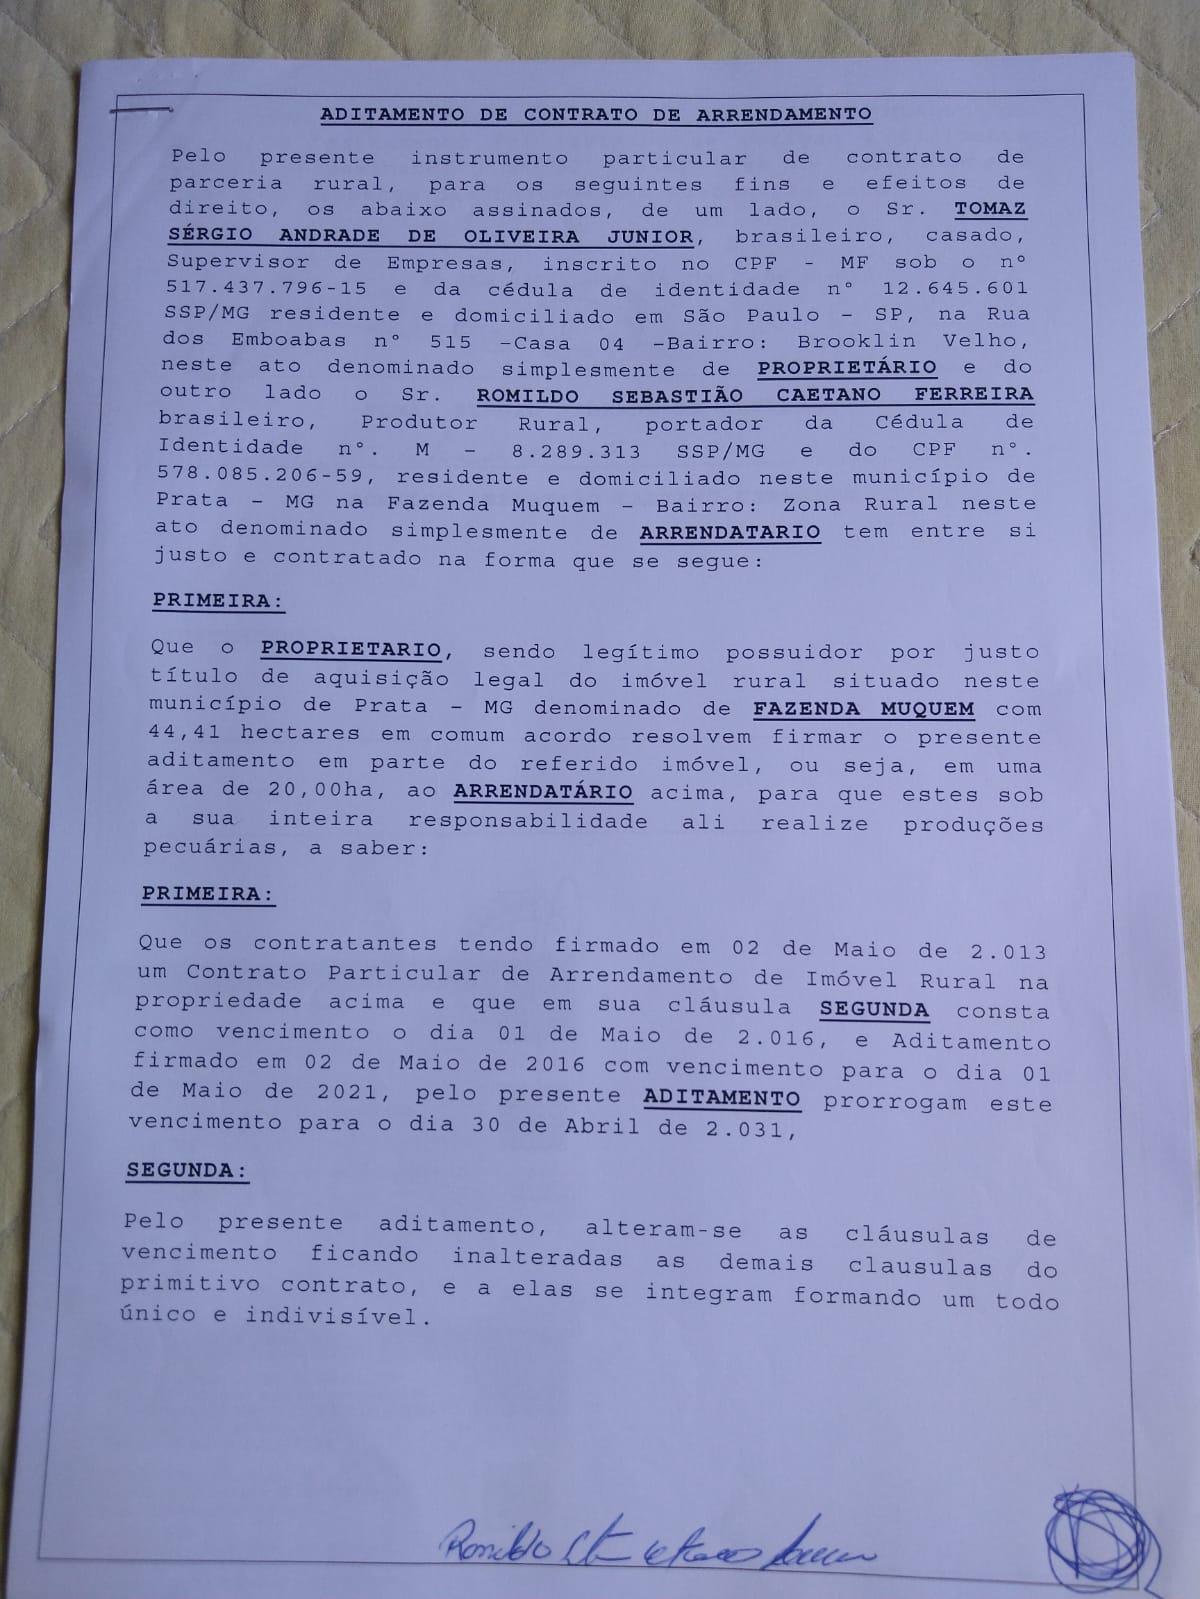 ADITAMENTO DE CONTRATO DE ARRENDAMENTO
Pelo presente instrumento particular de contrato de
parceria rural, para os seguintes fins e efeitos de
direito, os abaixo assinados, de um lado, o Sr. TOMAZ
SÉRGIO ANDRADE DE OLIVEIRA JUNIOR, brasileiro, casado,
Supervisor de Empresas, inscrito no CPF - MF sob o nº
517.437.796-15 e da cédula de identidade nº 12.645.601
SSP/MG residente e domiciliado em São Paulo - SP, na Rua
dos Emboabas nº 515 -Casa 04 -Bairro: Brooklin Velho,
neste ato denominado simplesmente de PROPRIETÁRIO e do
outro lado o Sr. ROMILDO SEBASTIÃO CAETANO FERREIRA
brasileiro, Produtor Rural, portador da Cédula de
Identidade nº. M - 8.289.313 SSP/MG e do CPF nº.
578.085.206-59, residente e domiciliado neste município de
Prata - MG na Fazenda Muquem - Bairro: Zona Rural neste
ato denominado simplesmente de ARRENDATARIO tem entre si
justo e contratado na forma que se segue:
PRIMEIRA:
Que o PROPRIETARIO, sendo legítimo possuidor por justo
título de aquisição legal do imóvel rural situado neste
município de Prata - MG denominado de FAZENDA MUQUEM com
44,41 hectares em comum acordo resolvem firmar o presente
aditamento em parte do referido imóvel, ou seja, em uma
área de 20,00ha, ao ARRENDATÁRIO acima, para que estes sob
a sua inteira responsabilidade ali realize produções
pecuárias, a saber:
PRIMEIRA:
Que os contratantes tendo firmado em 02 de Maio de 2.013
um Contrato Particular de Arrendamento de Imóvel Rural na
propriedade acima e que em sua cláusula SEGUNDA consta
como vencimento o dia 01 de Maio de 2.016, e Aditamento
firmado em 02 de Maio de 2016 com vencimento para o dia 01
de Maio de 2021, pelo presente ADITAMENTO prorrogam este
vencimento para o dia 30 de Abril de 2.031,
SEGUNDA:
Pelo presente aditamento, alteram-se as cláusulas de
vencimento ficando inalteradas as demais clausulas do
primitivo contrato, e a elas se integram formando um todo
único e indivisível.
Romildo